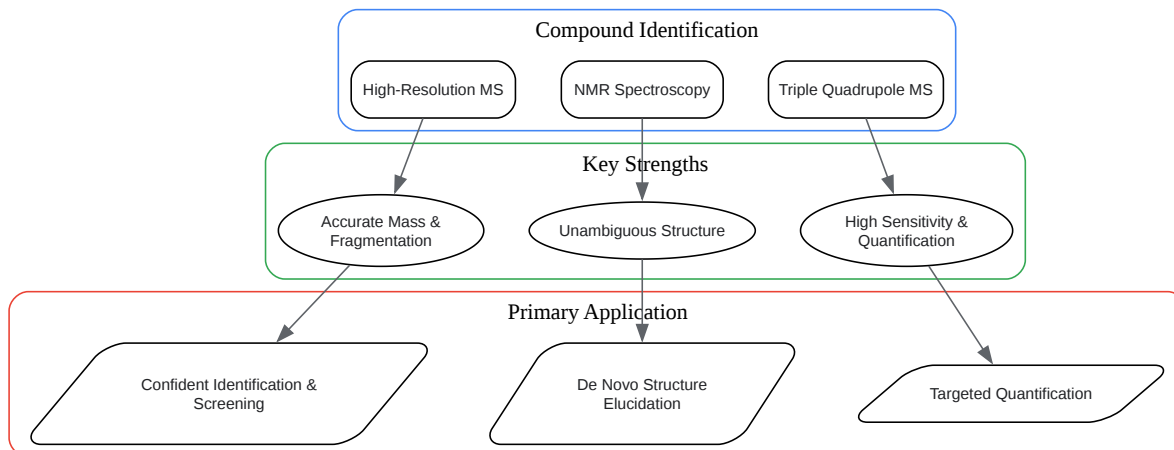 Compound Identification
High-Resolution MS
NMR Spectroscopy
Triple Quadrupole MS
Key Strengths
Accurate Mass &
Fragmentation
Unambiguous Structure
High Sensitivity &
Quantification
Primary Application
Confident Identification &
Screening
De Novo Structure
Elucidation
Targeted Quantification